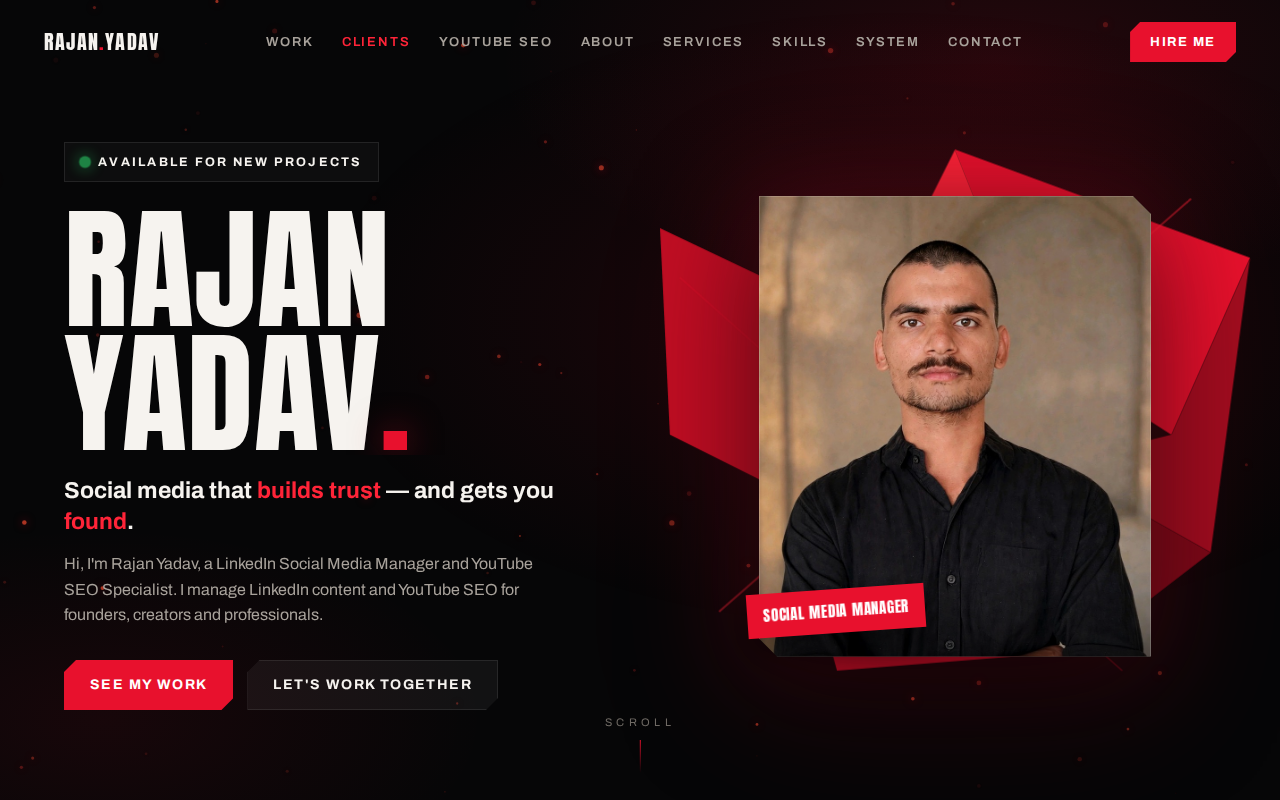 RAJAN.YADAV
WORK
CLIENTS
YOUTUBE SEO
ABOUT
SERVICES
SKILLS
SYSTEM
CONTACT
HIRE ME
AVAILABLE FOR NEW PROJECTS
RAJAN
YADAV.
Social media that builds trust — and gets you
found.
Hi, I'm Rajan Yadav, a LinkedIn Social Media Manager and YouTube
SEO Specialist. I manage LinkedIn content and YouTube SEO for
founders, creators and professionals.
SEE MY WORK
LET'S WORK TOGETHER
SOCIAL MEDIA MANAGER
SCROLL